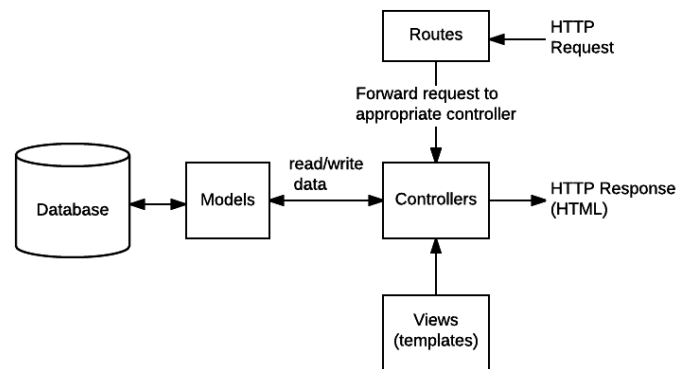 Routes
HTTP
Request
Forward request to
appropriate controller
read/write
data
Database
Models
Controllers
HTTP Response
(HTML)
Views
(templates)